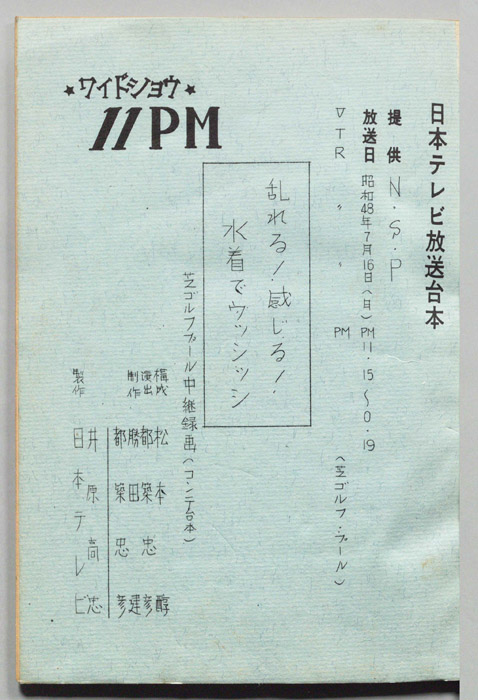 ★ワイドショウ★
11PM
日本テレビ放送台本
提供 N・S・P
放送日 昭和48年7月16日(月) PM11・15〜0・19
VTR 〃 〃 PM (芝ゴルフ・プール)
乱れる!感じる!
水着でウッシッシ
芝ゴルフプール中継録画(コンテ台本)
構成 松本醇
演出 都築忠彦
制作 勝田建
都築忠彦
井原高忠
製作 日本テレビ